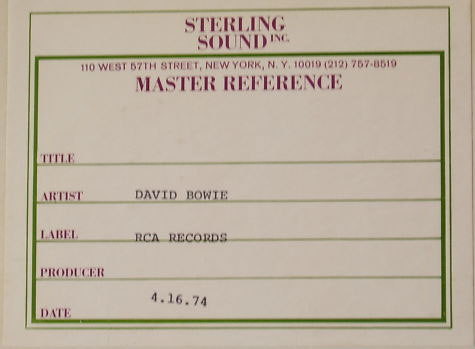 STERLING
SOUND INC.
110 WEST 57TH STREET, NEW YORK, N.Y. 10019 (212) 757-8519
MASTER REFERENCE
TITLE
ARTIST DAVID BOWIE
LABEL RCA RECORDS
PRODUCER
DATE 4.16.74